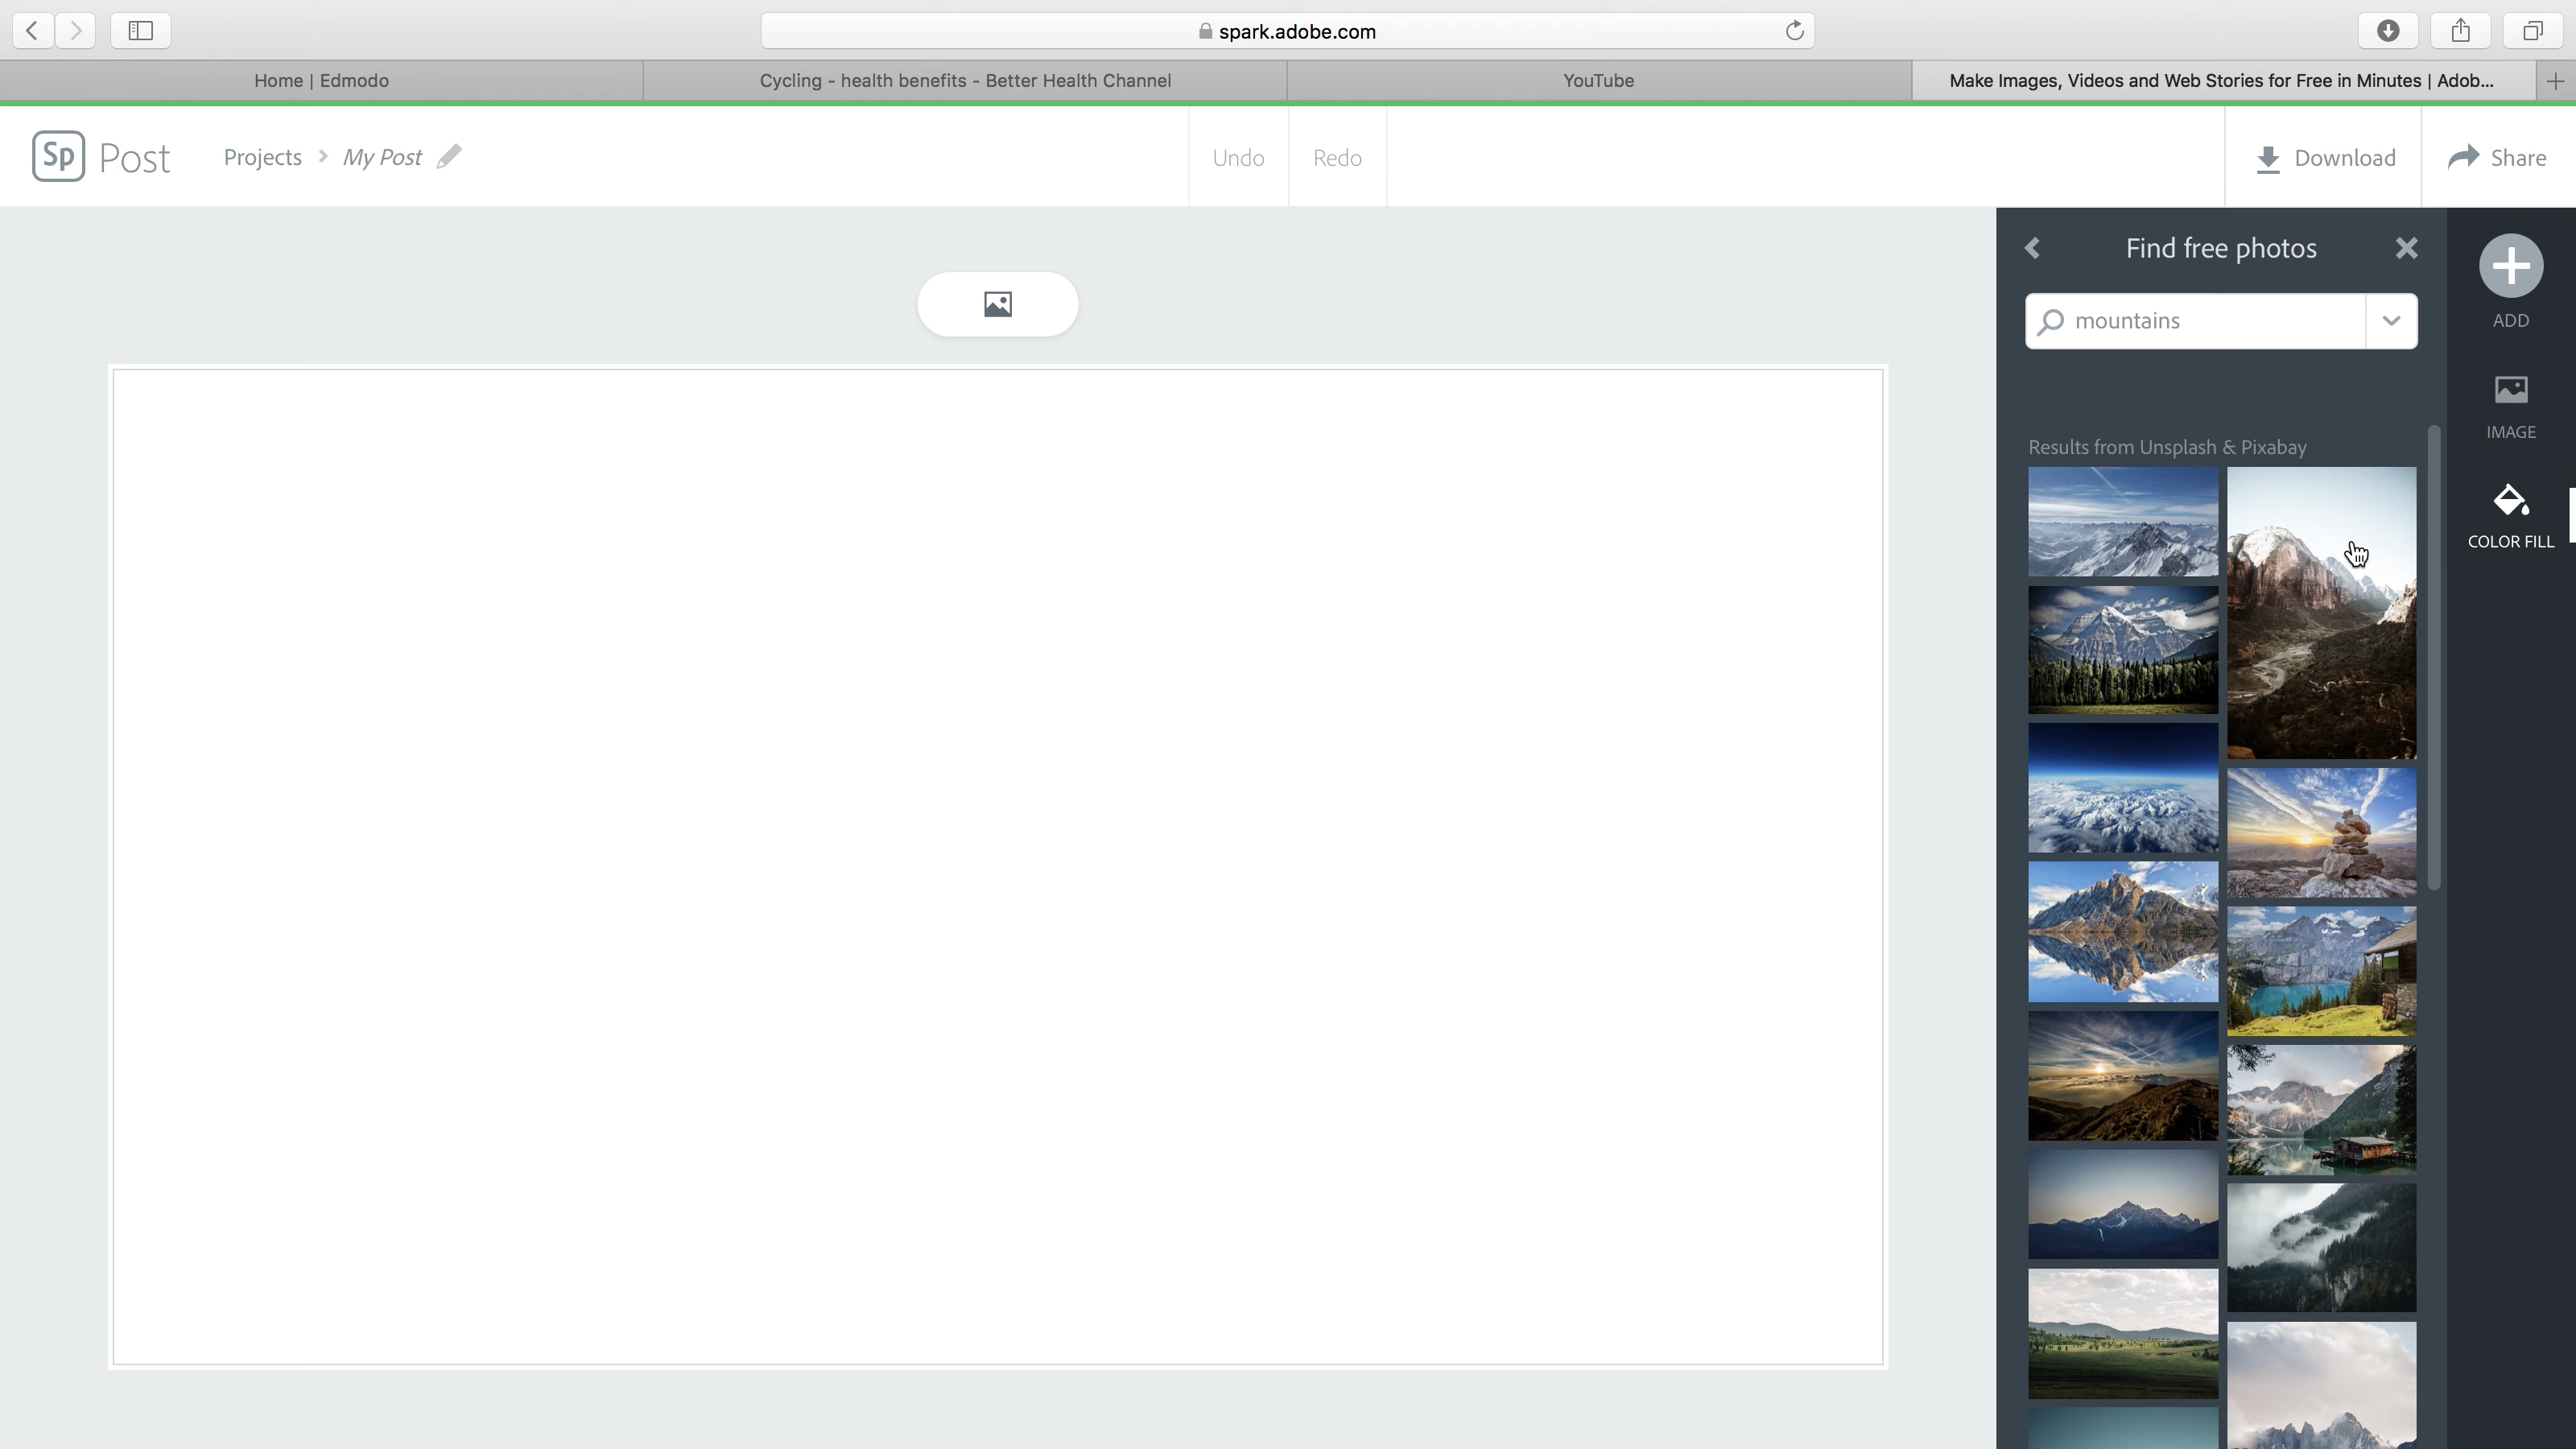 spark.adobe.com
Home | Edmodo
Cycling - health benefits - Better Health Channel
YouTube
Make Images, Videos and Web Stories for Free in Minutes | Adob...
Sp Post
Projects
My Post
Undo
Redo
Download
Share
Find free photos
mountains
ADD
IMAGE
COLOR FILL
Results from Unsplash & Pixabay